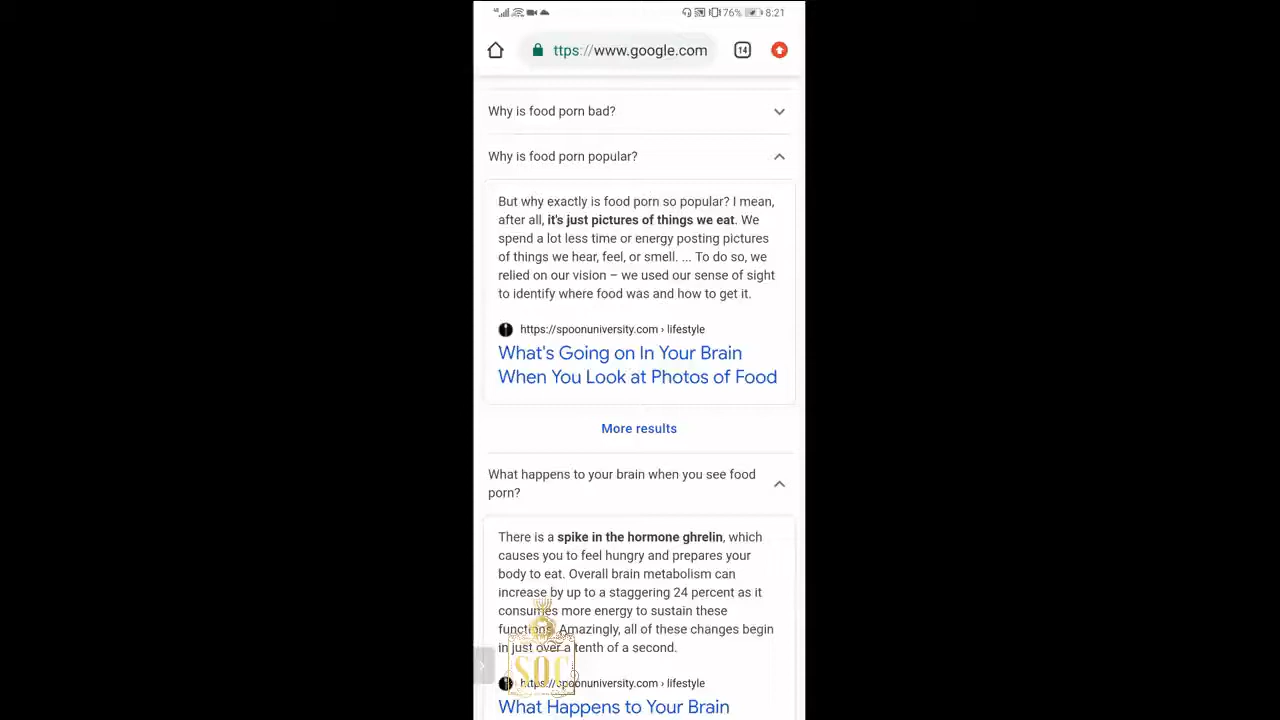 76% 8:21
ttps://www.google.com
14
Why is food porn bad?
Why is food porn popular?
But why exactly is food porn so popular? I mean,
after all, it's just pictures of things we eat. We
spend a lot less time or energy posting pictures
of things we hear, feel, or smell. ... To do so, we
relied on our vision – we used our sense of sight
to identify where food was and how to get it.
https://spoonuniversity.com › lifestyle
What's Going on In Your Brain
When You Look at Photos of Food
More results
What happens to your brain when you see food
porn?
There is a spike in the hormone ghrelin, which
causes you to feel hungry and prepares your
body to eat. Overall brain metabolism can
increase by up to a staggering 24 percent as it
consumes more energy to sustain these
functions. Amazingly, all of these changes begin
in just over a tenth of a second.
SOC
https://spoonuniversity.com › lifestyle
What Happens to Your Brain